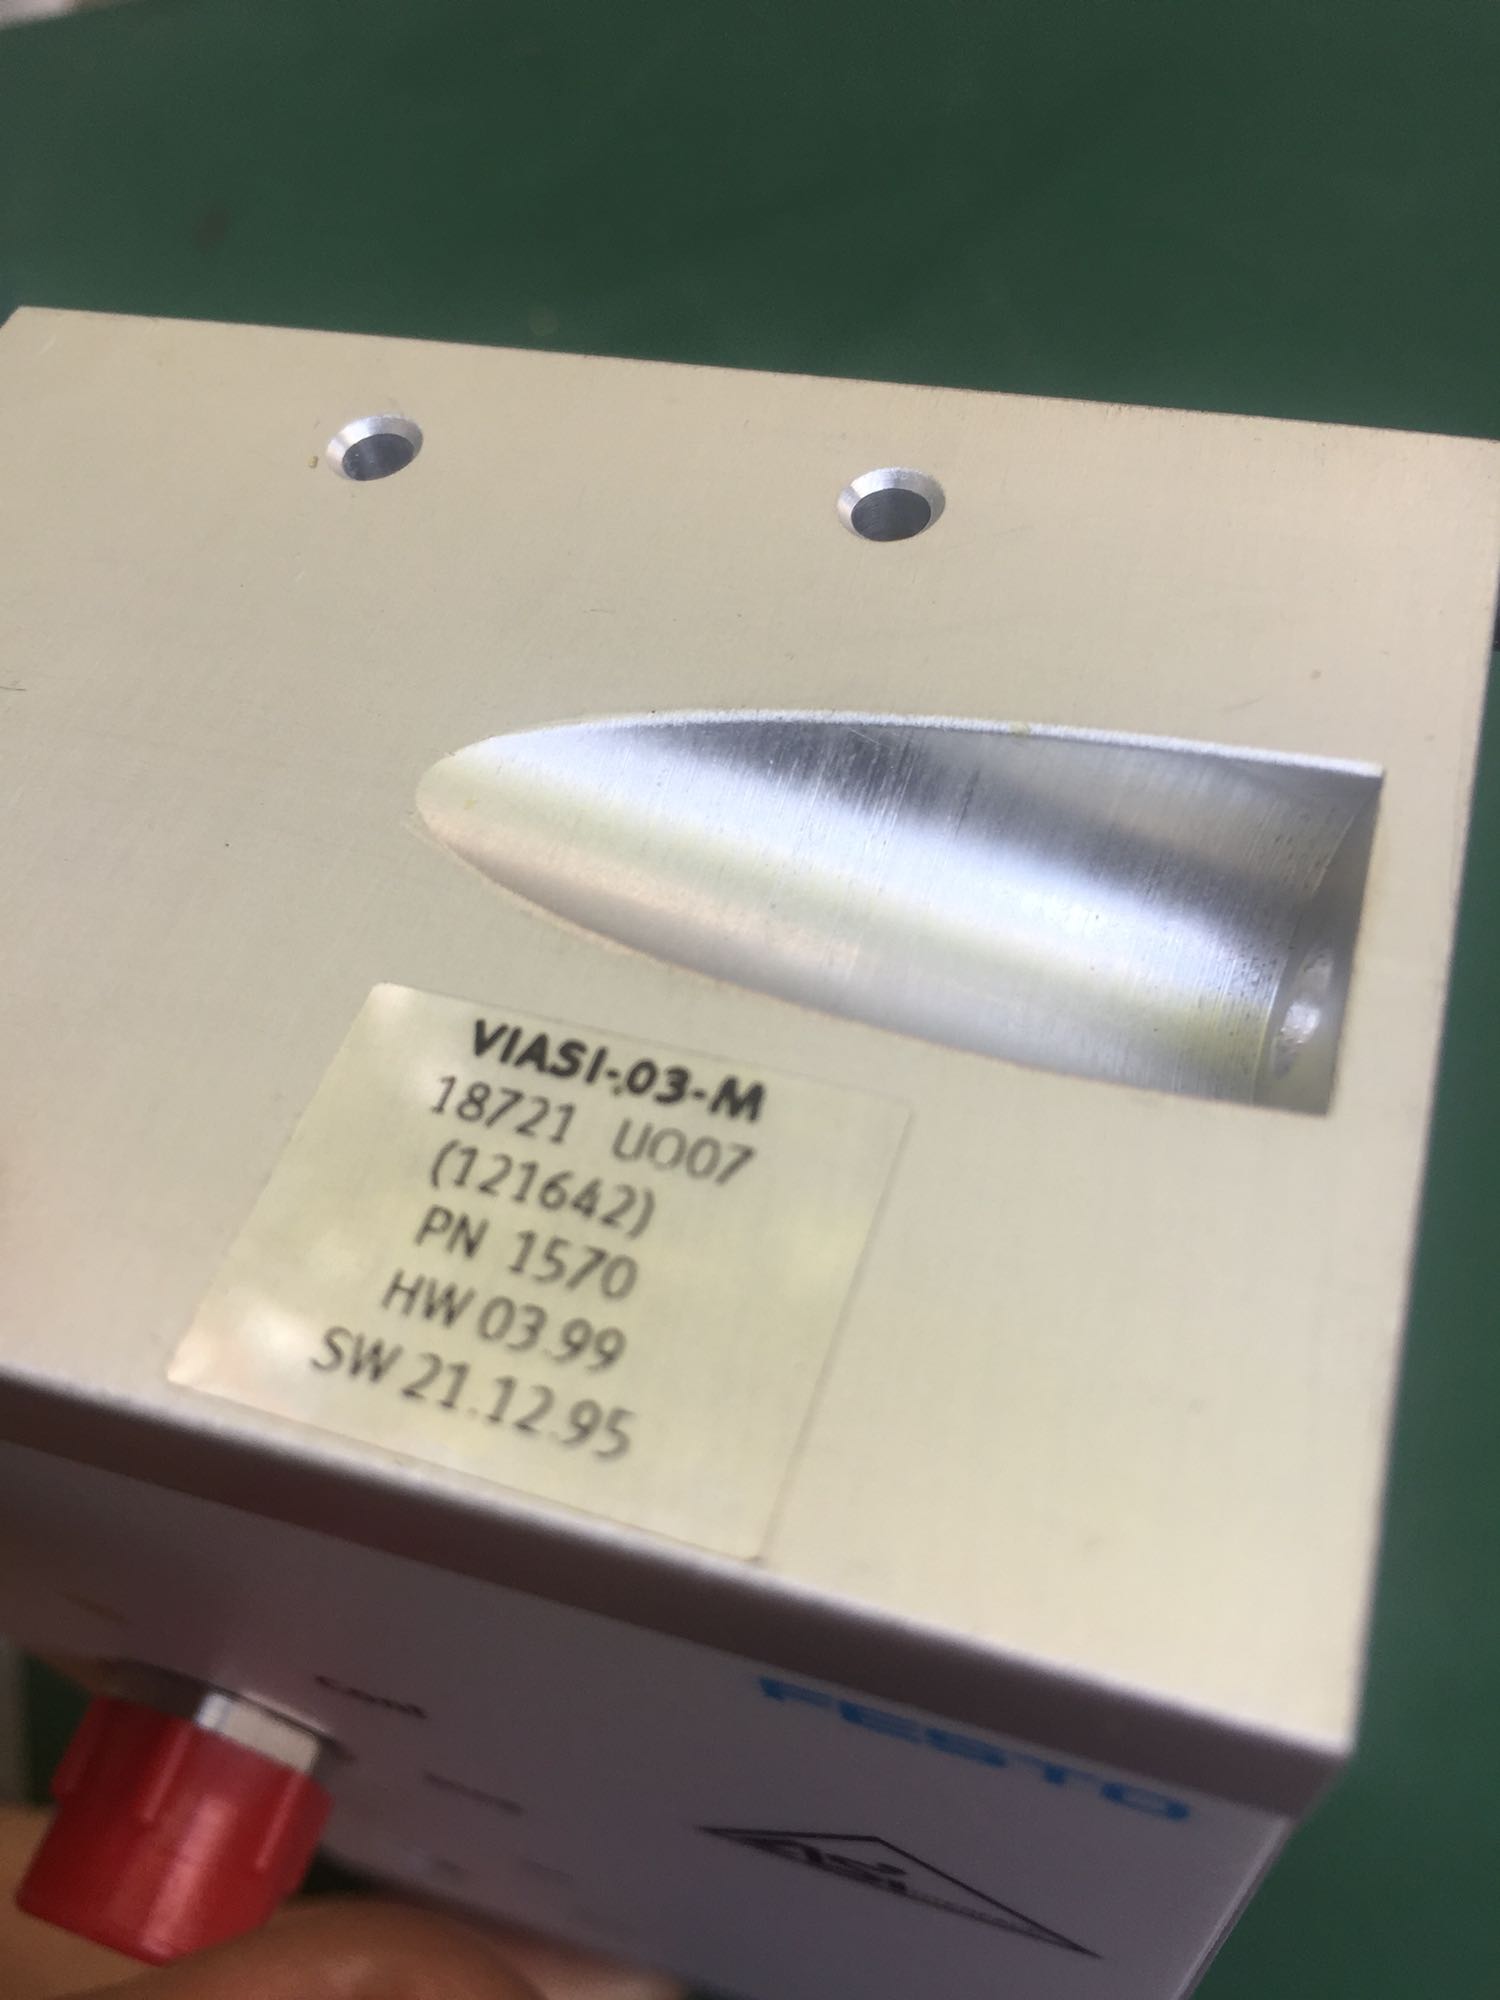 VIASI-.03-M
18721 U007
(121642)
PN 1570
HW 03.99
SW 21.12.95
FESTO